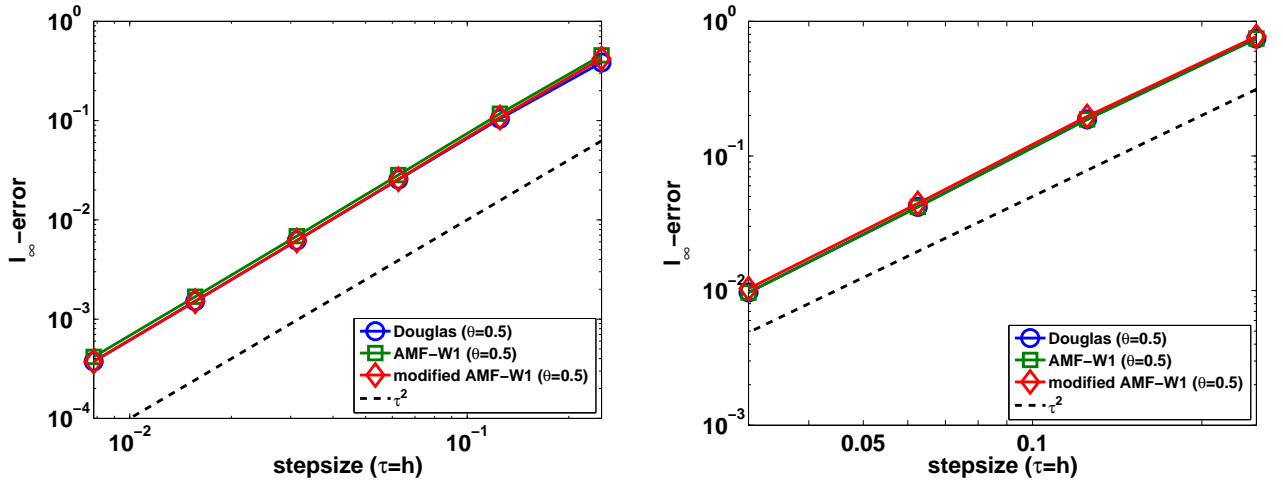 10^0
10^-1
10^-2
10^-3
10^-4
l∞-error
10^-2
10^-1
stepsize (τ=h)
Douglas (θ=0.5)
AMF-W1 (θ=0.5)
modified AMF-W1 (θ=0.5)
τ^2
10^0
10^-1
10^-2
10^-3
l∞-error
0.05
0.1
stepsize (τ=h)
Douglas (θ=0.5)
AMF-W1 (θ=0.5)
modified AMF-W1 (θ=0.5)
τ^2